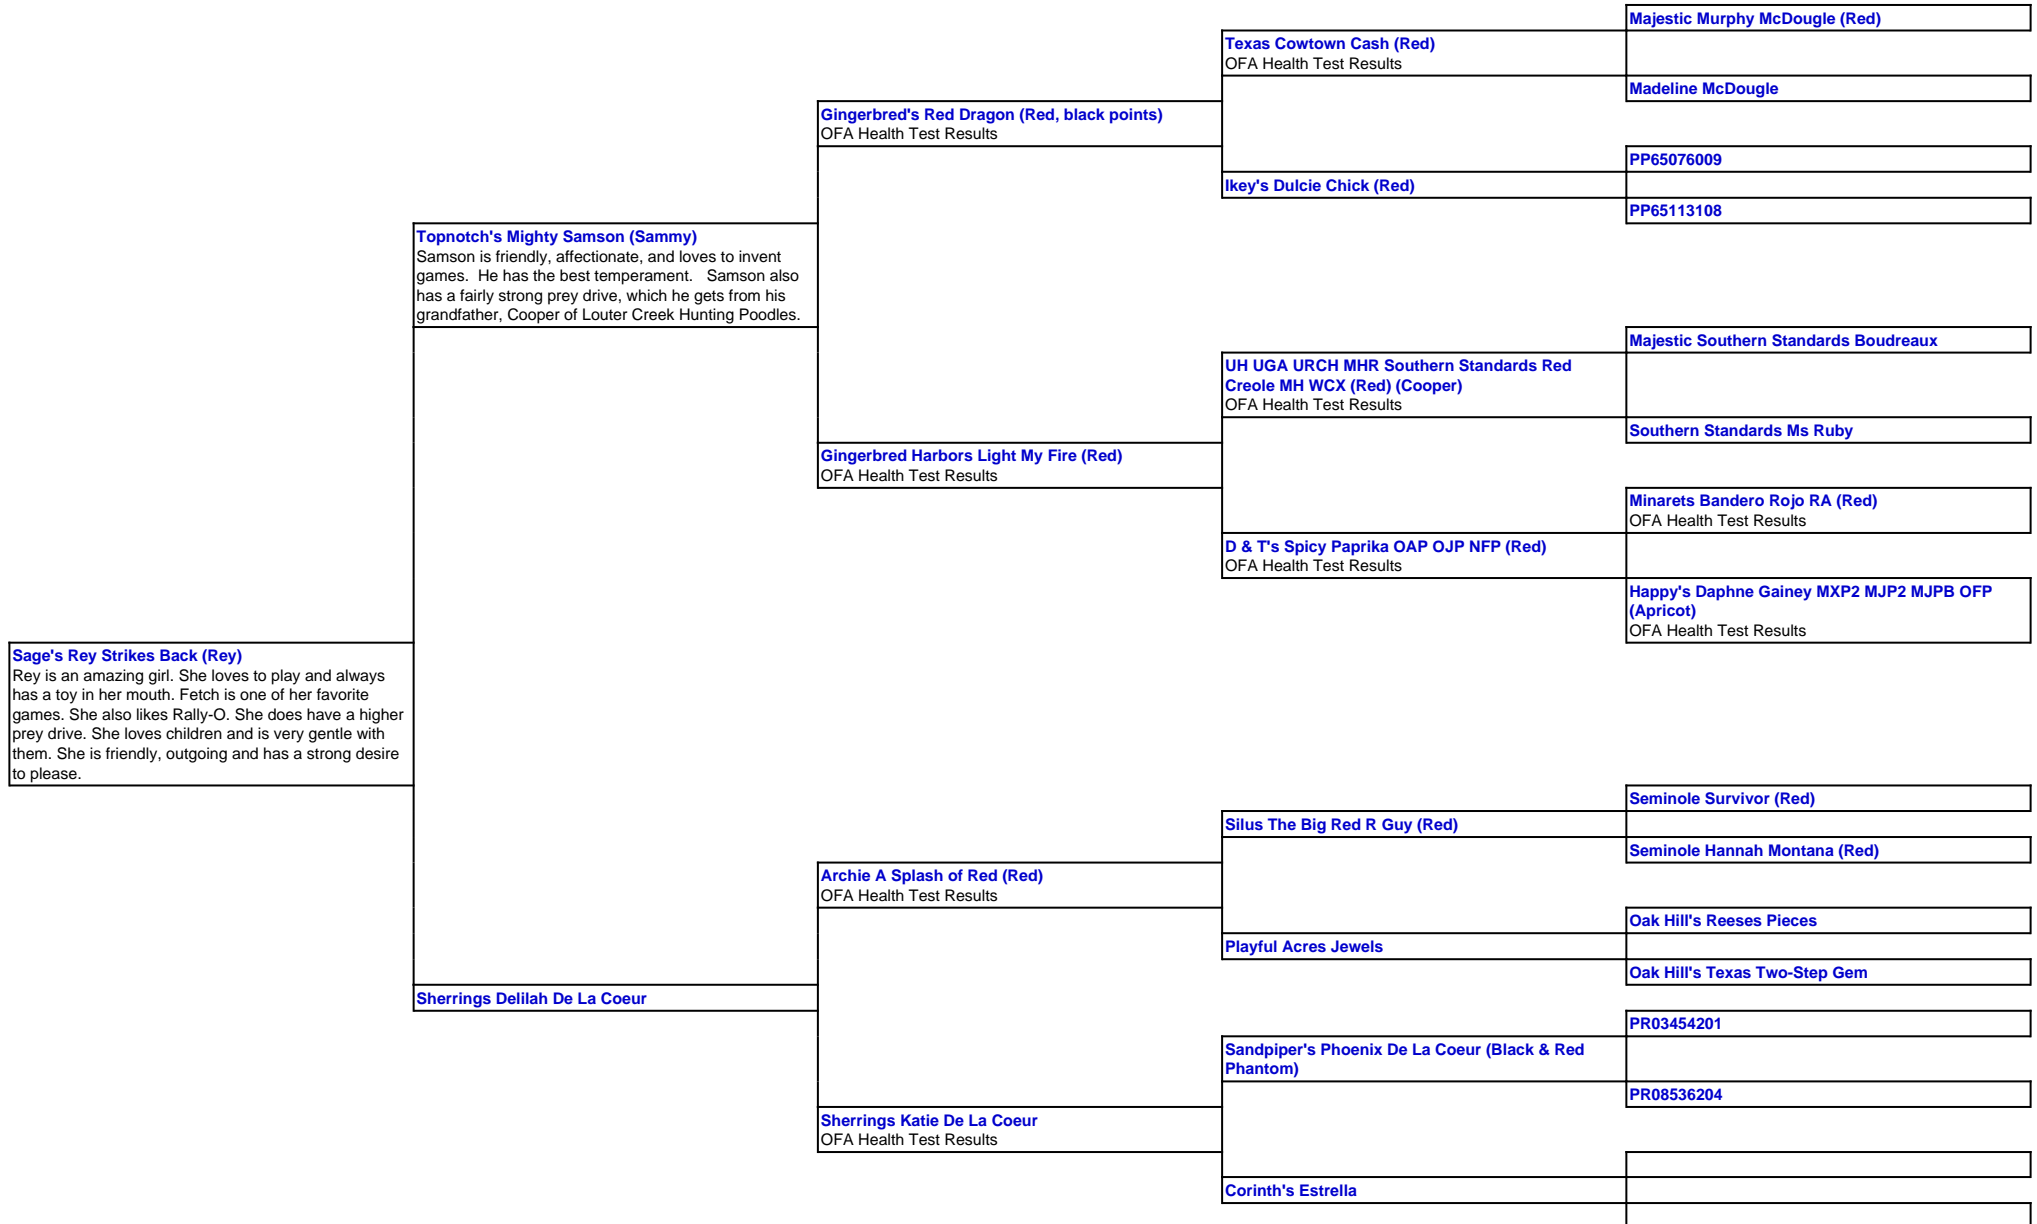 Majestic Murphy McDougle (Red)
Texas Cowtown Cash (Red)
OFA Health Test Results
Madeline McDougle
Gingerbred's Red Dragon (Red, black points)
OFA Health Test Results
PP65076009
Ikey's Dulcie Chick (Red)
PP65113108
Topnotch's Mighty Samson (Sammy)
Samson is friendly, affectionate, and loves to invent
games.  He has the best temperament.   Samson also
has a fairly strong prey drive, which he gets from his
grandfather, Cooper of Louter Creek Hunting Poodles.
Majestic Southern Standards Boudreaux
UH UGA URCH MHR Southern Standards Red
Creole MH WCX (Red) (Cooper)
OFA Health Test Results
Southern Standards Ms Ruby
Gingerbred Harbors Light My Fire (Red)
OFA Health Test Results
Minarets Bandero Rojo RA (Red)
OFA Health Test Results
D & T's Spicy Paprika OAP OJP NFP (Red)
OFA Health Test Results
Happy's Daphne Gainey MXP2 MJP2 MJPB OFP
(Apricot)
OFA Health Test Results
Sage's Rey Strikes Back (Rey)
Rey is an amazing girl. She loves to play and always
has a toy in her mouth. Fetch is one of her favorite
games. She also likes Rally-O. She does have a higher
prey drive. She loves children and is very gentle with
them. She is friendly, outgoing and has a strong desire
to please.
Seminole Survivor (Red)
Silus The Big Red R Guy (Red)
Seminole Hannah Montana (Red)
Archie A Splash of Red (Red)
OFA Health Test Results
Oak Hill's Reeses Pieces
Playful Acres Jewels
Oak Hill's Texas Two-Step Gem
Sherrings Delilah De La Coeur
PR03454201
Sandpiper's Phoenix De La Coeur (Black & Red
Phantom)
PR08536204
Sherrings Katie De La Coeur
OFA Health Test Results
Corinth's Estrella